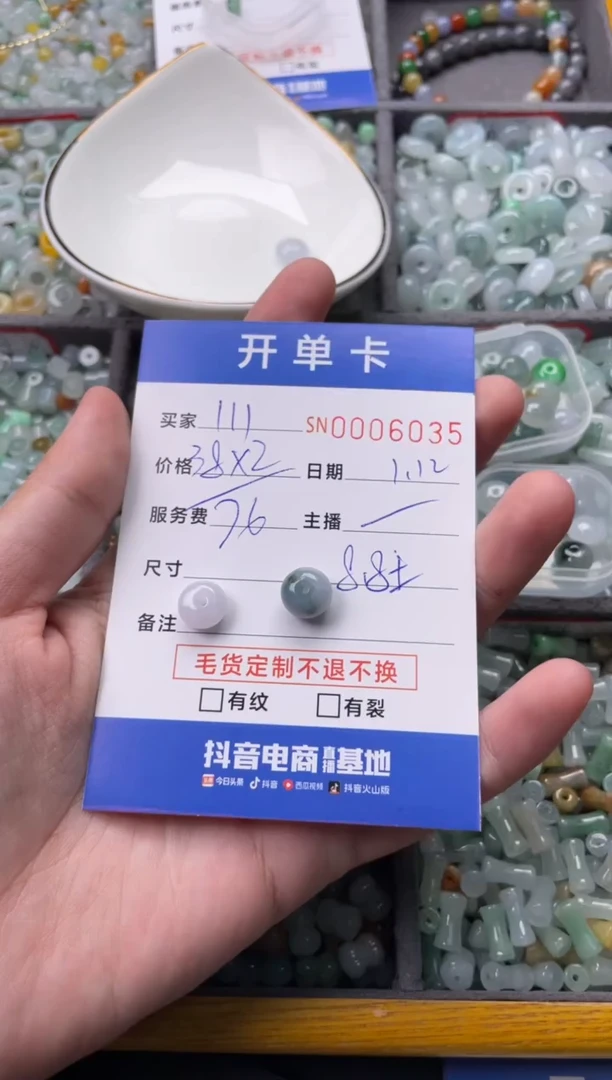 尺寸
开单卡
买家 111 SN0006035
价格 38X2 日期 1.12
服务费 76 主播
尺寸 8.8±
备注
毛货定制不退不换
有纹 有裂
抖音电商直播基地
今日头条 抖音 西瓜视频 抖音火山版